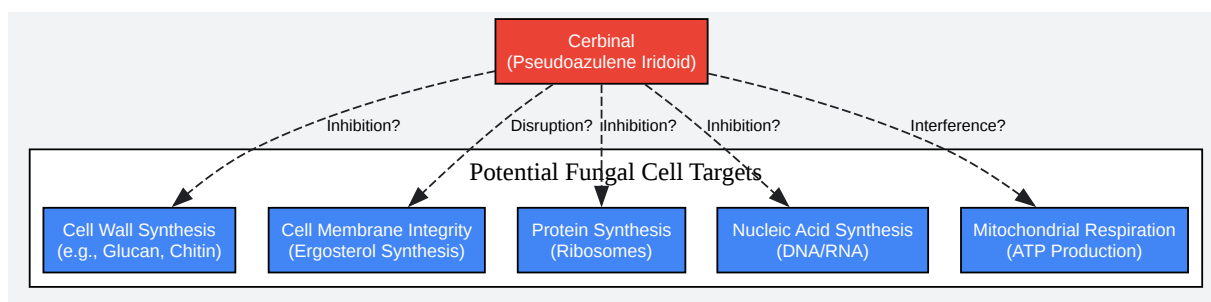 Cerbinal
(Pseudoazulene Iridoid)
Inhibition?
Disruption?
Inhibition?
Inhibition?
Interference?
Potential Fungal Cell Targets
Cell Wall Synthesis
(e.g., Glucan, Chitin)
Cell Membrane Integrity
(Ergosterol Synthesis)
Protein Synthesis
(Ribosomes)
Nucleic Acid Synthesis
(DNA/RNA)
Mitochondrial Respiration
(ATP Production)